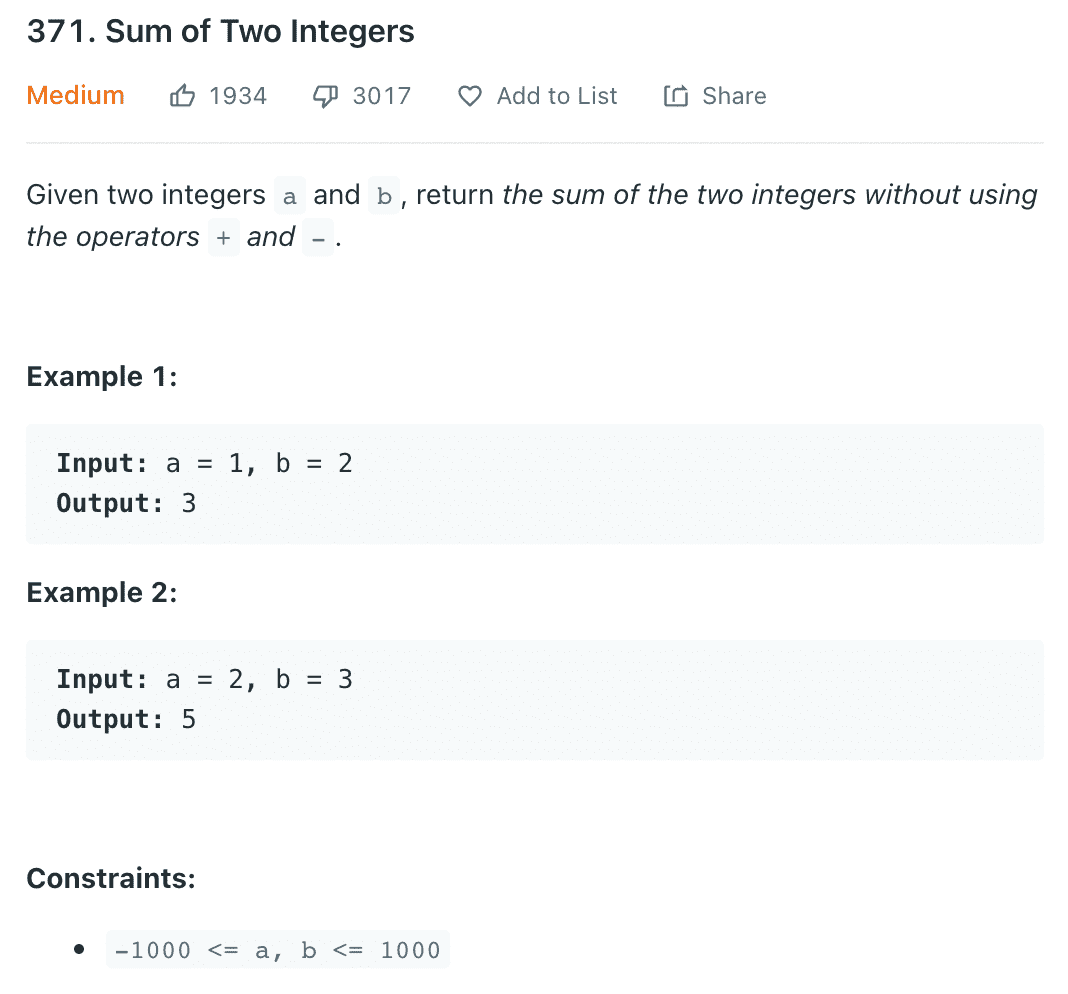 371. Sum of Two Integers
Medium 1934 3017 Add to List Share
Given two integers a and b, return the sum of the two integers without using
the operators + and -.
Example 1:
Input: a = 1, b = 2
Output: 3
Example 2:
Input: a = 2, b = 3
Output: 5
Constraints:
• -1000 <= a, b <= 1000